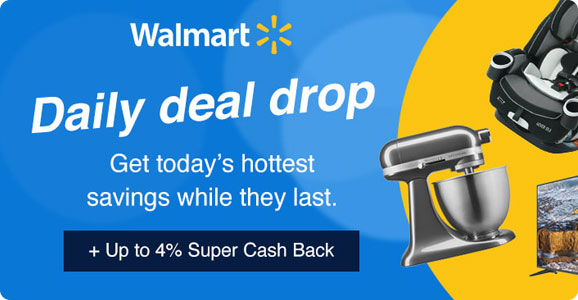 Walmart
Daily deal drop
Get today's hottest
savings while they last.
+ Up to 4% Super Cash Back